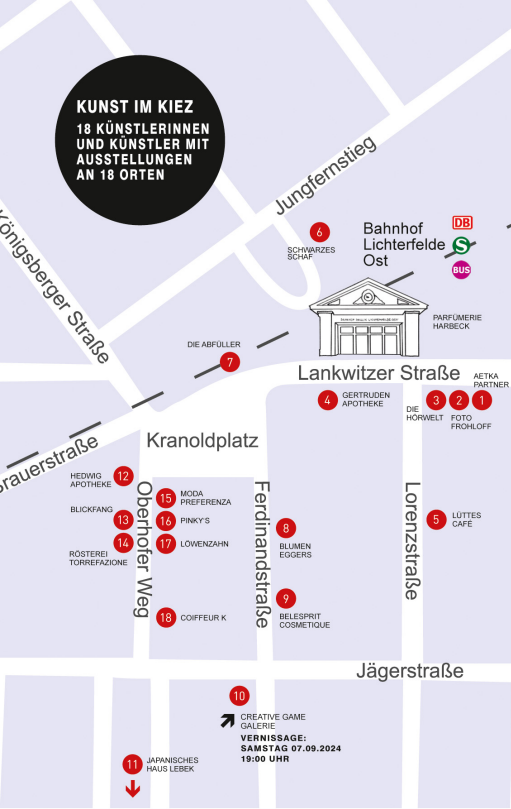 KUNST IM KIEZ
18 KÜNSTLERINNEN
UND KÜNSTLER MIT
AUSSTELLUNGEN
AN 18 ORTEN
Jungfernstieg
Königsberger Straße
6
SCHWARZES
SCHAF
Bahnhof
Lichterfelde
Ost
DB
S
BUS
PARFÜMERIE
HARBECK
DIE ABFÜLLER
7
Lankwitzer Straße
AETKA
PARTNER
4
GERTRUDEN
APOTHEKE
DIE
HÖRWELT
3
2
1
FOTO
FROHLOFF
Kranoldplatz
Brauerstraße
HEDWIG
APOTHEKE
12
15
MODA
PREFERENZA
BLICKFANG
13
16
PINKY'S
14
RÖSTEREI
TORREFAZIONE
17
LÖWENZAHN
Oberhofer Weg
Ferdinandstraße
Lorenzstraße
8
BLUMEN
EGGERS
5
LÜTTES
CAFÉ
9
BELESPRIT
COSMETIQUE
18
COIFFEUR K
Jägerstraße
10
CREATIVE GAME
GALERIE
VERNISSAGE:
SAMSTAG 07.09.2024
19:00 UHR
11
JAPANISCHES
HAUS LEBEK